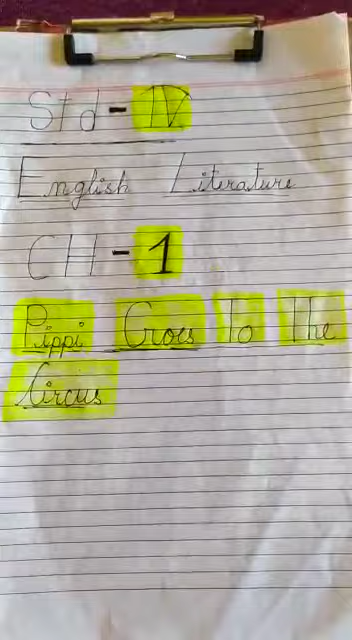 Std - IV
English Literature
CH - 1
Pippi Goes To The
Circus